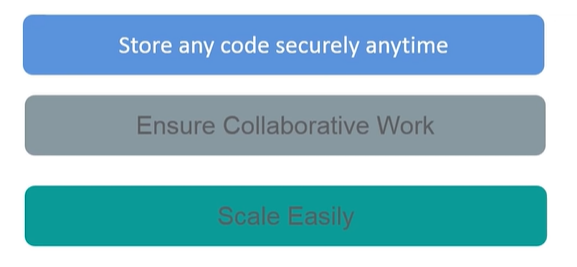 Store any code securely anytime
Ensure Collaborative Work
Scale Easily